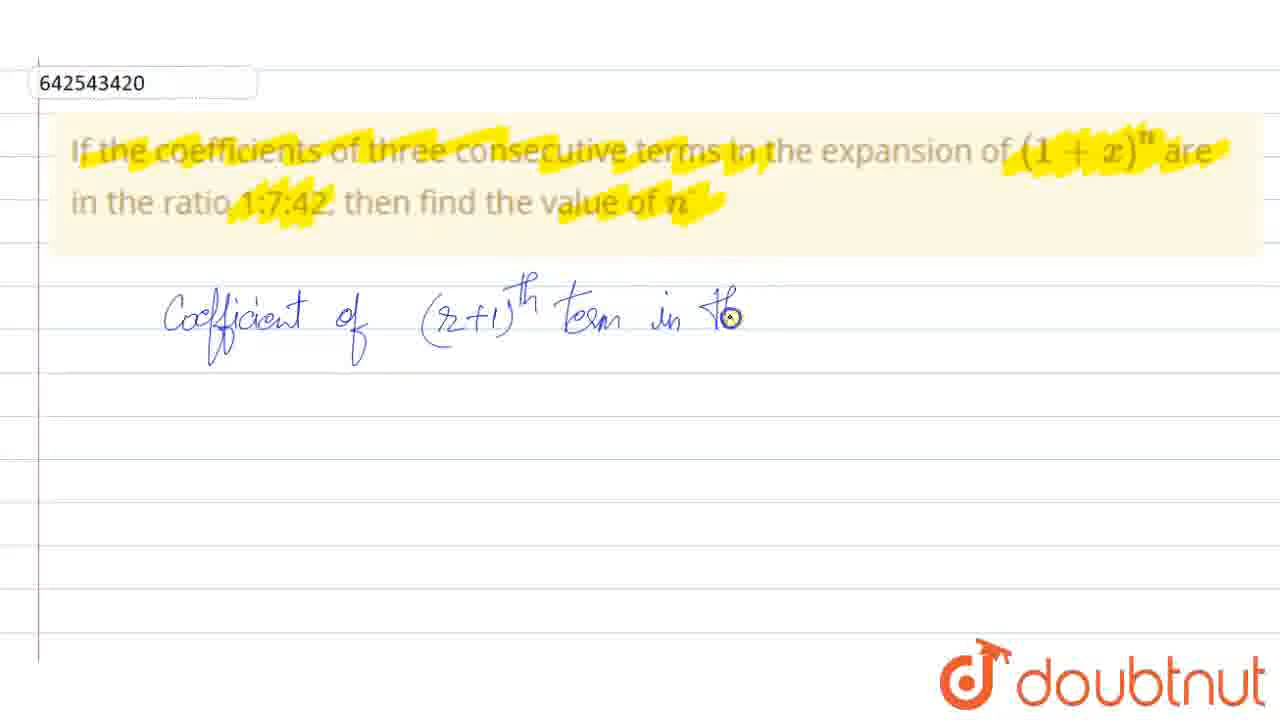 642543420
If the coefficients of three consecutive terms in the expansion of (1 + x)^n are
in the ratio 1:7:42, then find the value of n
Coefficient of (r+1)^th term in th
doubtnut